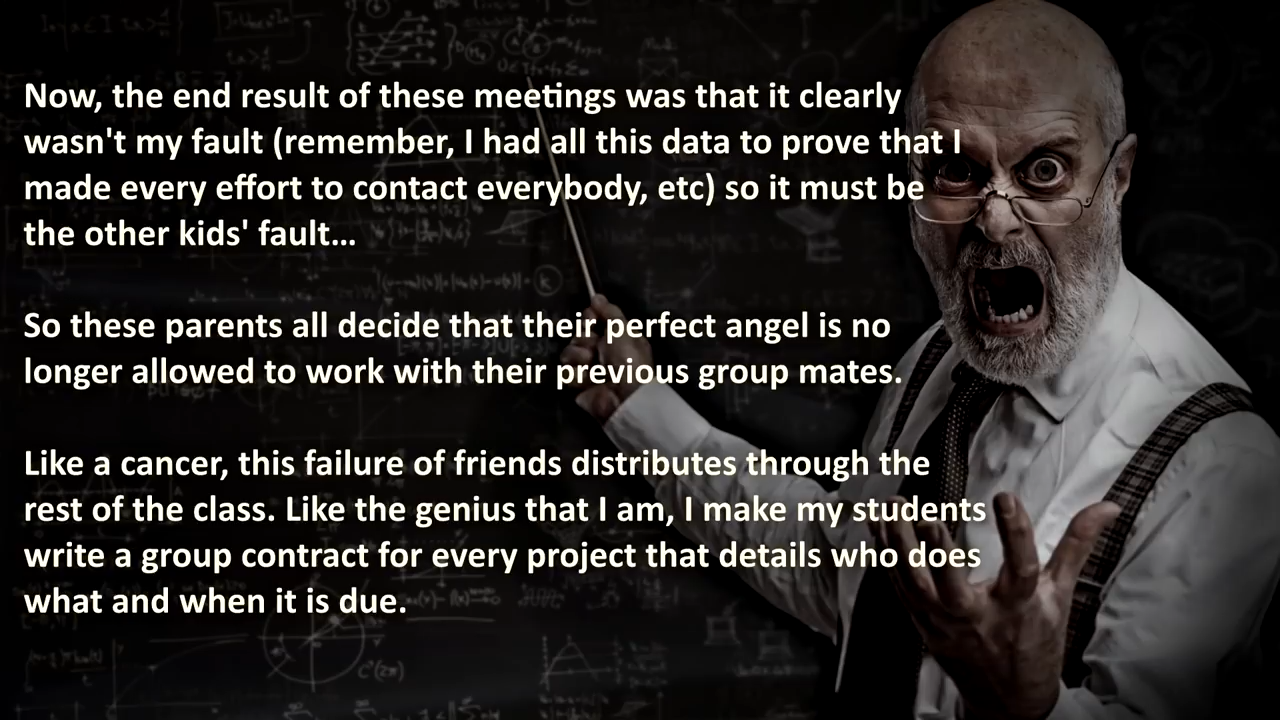 Now, the end result of these meetings was that it clearly
wasn't my fault (remember, I had all this data to prove that I
made every effort to contact everybody, etc) so it must be
the other kids' fault...
So these parents all decide that their perfect angel is no
longer allowed to work with their previous group mates.
Like a cancer, this failure of friends distributes through the
rest of the class. Like the genius that I am, I make my students
write a group contract for every project that details who does
what and when it is due.